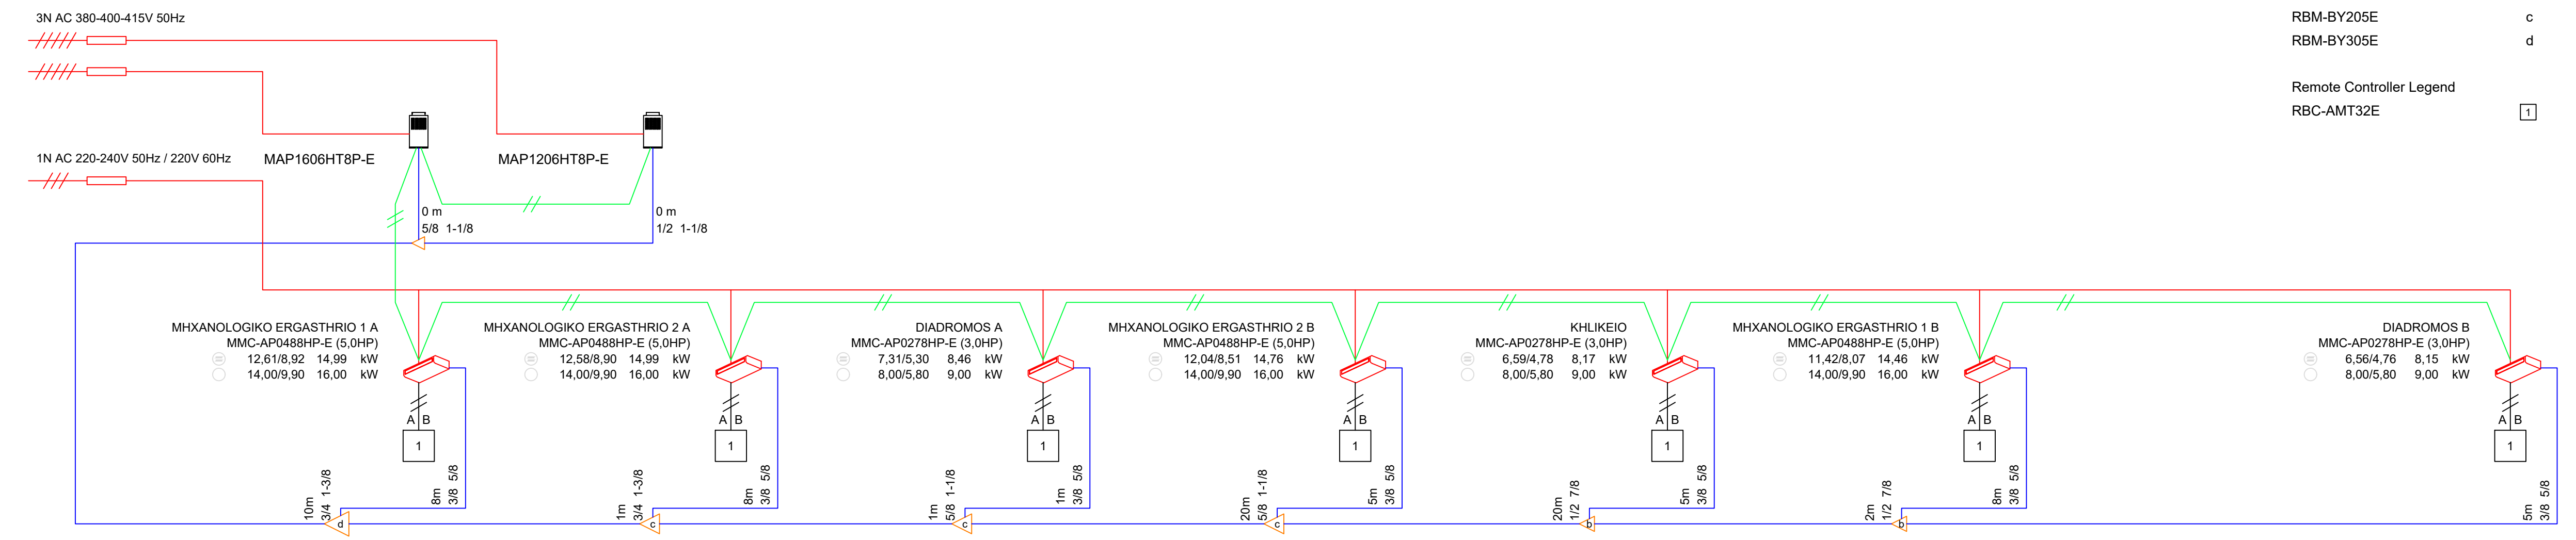 3N AC 380-400-415V 50Hz
RBM-BY205E c
RBM-BY305E d
Remote Controller Legend
RBC-AMT32E 1
1N AC 220-240V 50Hz / 220V 60Hz
MAP1606HT8P-E
MAP1206HT8P-E
0 m
5/8 1-1/8
0 m
1/2 1-1/8
MHXANOLOGIKO ERGASTHRIO 1 A
MMC-AP0488HP-E (5,0HP)
12,61/8,92 14,99 kW
14,00/9,90 16,00 kW
A B
1
10m
3/4 1-3/8
d
8m
3/8 5/8
MHXANOLOGIKO ERGASTHRIO 2 A
MMC-AP0488HP-E (5,0HP)
12,58/8,90 14,99 kW
14,00/9,90 16,00 kW
A B
1
1m
3/4 1-3/8
c
8m
3/8 5/8
DIADROMOS A
MMC-AP0278HP-E (3,0HP)
7,31/5,30 8,46 kW
8,00/5,80 9,00 kW
A B
1
1m
5/8 1-1/8
c
1m
3/8 5/8
MHXANOLOGIKO ERGASTHRIO 2 B
MMC-AP0488HP-E (5,0HP)
12,04/8,51 14,76 kW
14,00/9,90 16,00 kW
A B
1
20m
5/8 1-1/8
c
5m
3/8 5/8
KHLIKEIO
MMC-AP0278HP-E (3,0HP)
6,59/4,78 8,17 kW
8,00/5,80 9,00 kW
A B
1
20m
1/2 7/8
b
5m
3/8 5/8
MHXANOLOGIKO ERGASTHRIO 1 B
MMC-AP0488HP-E (5,0HP)
11,42/8,07 14,46 kW
14,00/9,90 16,00 kW
A B
1
2m
1/2 7/8
b
8m
3/8 5/8
DIADROMOS B
MMC-AP0278HP-E (3,0HP)
6,56/4,76 8,15 kW
8,00/5,80 9,00 kW
A B
1
5m
3/8 5/8